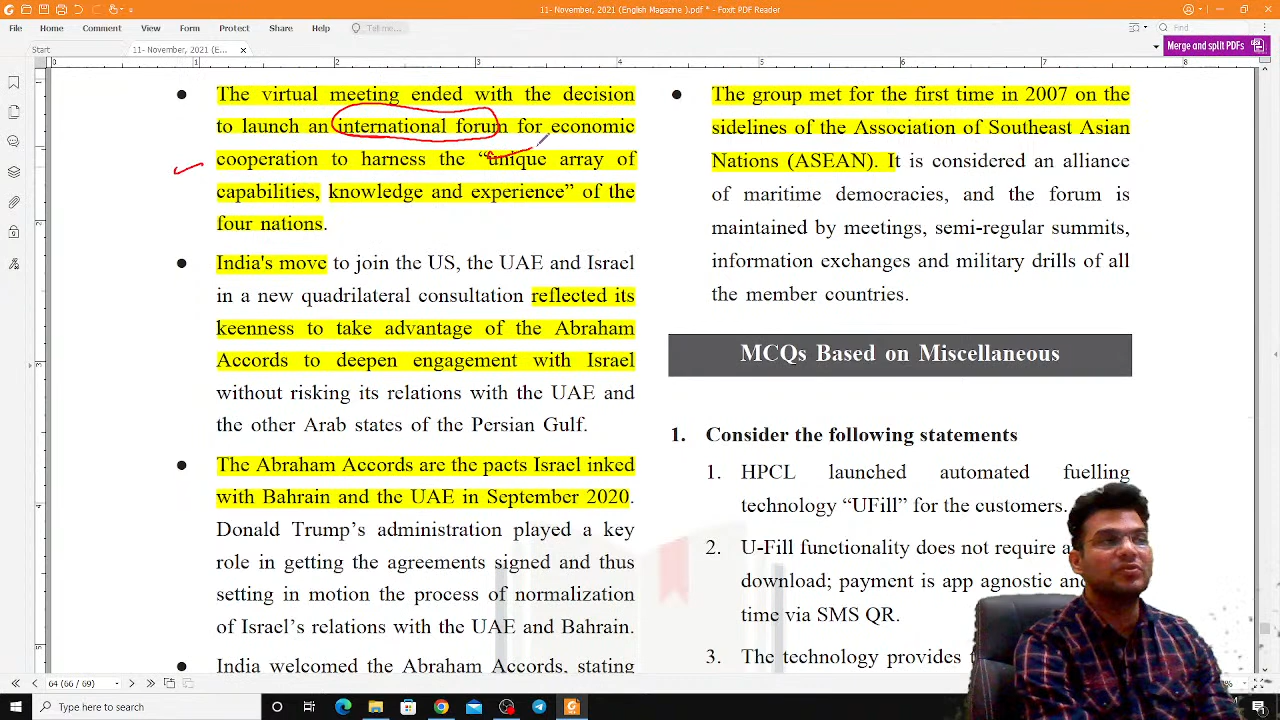 11- November, 2021 (English Magazine ).pdf * - Foxit PDF Reader
File Home Comment View Form Protect Share Help Tell me... Find
Start 11- November, 2021 (E... Merge and split PDFs
The virtual meeting ended with the decision
to launch an international forum for economic
cooperation to harness the “unique array of
capabilities, knowledge and experience” of the
four nations.
India's move to join the US, the UAE and Israel
in a new quadrilateral consultation reflected its
keenness to take advantage of the Abraham
Accords to deepen engagement with Israel
without risking its relations with the UAE and
the other Arab states of the Persian Gulf.
The Abraham Accords are the pacts Israel inked
with Bahrain and the UAE in September 2020.
Donald Trump’s administration played a key
role in getting the agreements signed and thus
setting in motion the process of normalization
of Israel’s relations with the UAE and Bahrain.
India welcomed the Abraham Accords, stating
The group met for the first time in 2007 on the
sidelines of the Association of Southeast Asian
Nations (ASEAN). It is considered an alliance
of maritime democracies, and the forum is
maintained by meetings, semi-regular summits,
information exchanges and military drills of all
the member countries.
MCQs Based on Miscellaneous
1. Consider the following statements
1. HPCL launched automated fuelling
technology “UFill” for the customers.
2. U-Fill functionality does not require a
download; payment is app agnostic and
time via SMS QR.
3. The technology provides
64 (66 / 69)
Type here to search